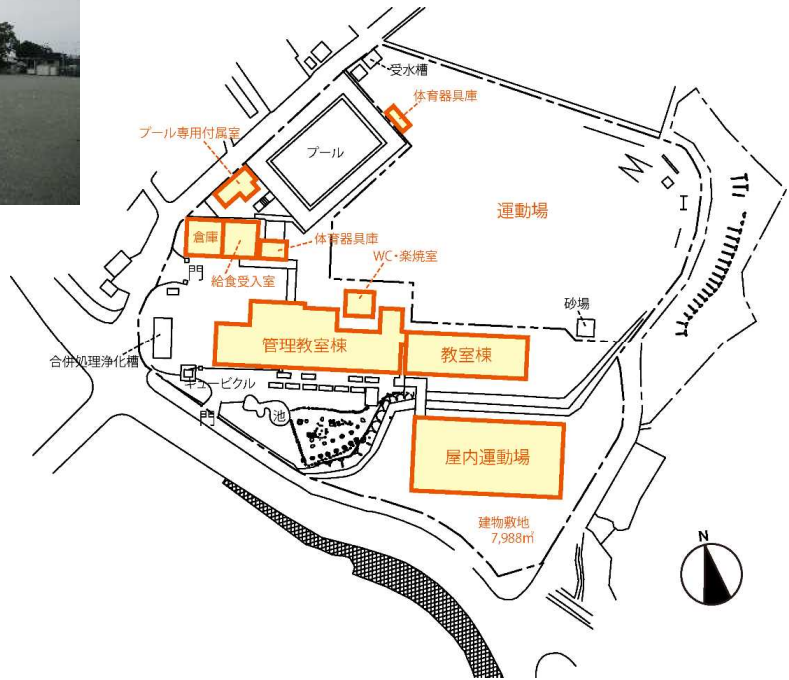 受水槽
体育器具庫
プール専用付属室
プール
運動場
倉庫
体育器具庫
門
給食受入室
WC・楽焼室
砂場
管理教室棟
教室棟
合併処理浄化槽
キュービクル
門
池
屋内運動場
建物敷地
7,988㎡
N